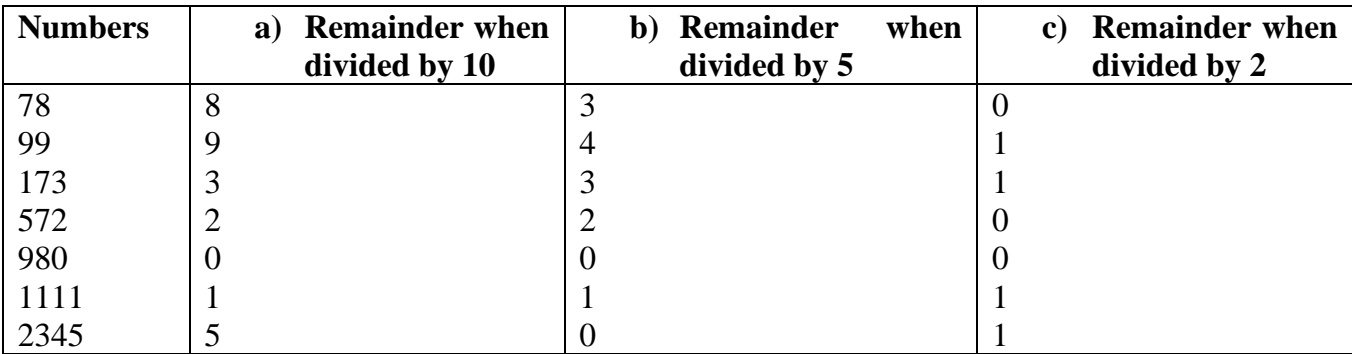 Numbers a) Remainder when divided by 10 b) Remainder when divided by 5 c) Remainder when divided by 2
78 8 3 0
99 9 4 1
173 3 3 1
572 2 2 0
980 0 0 0
1111 1 1 1
2345 5 0 1